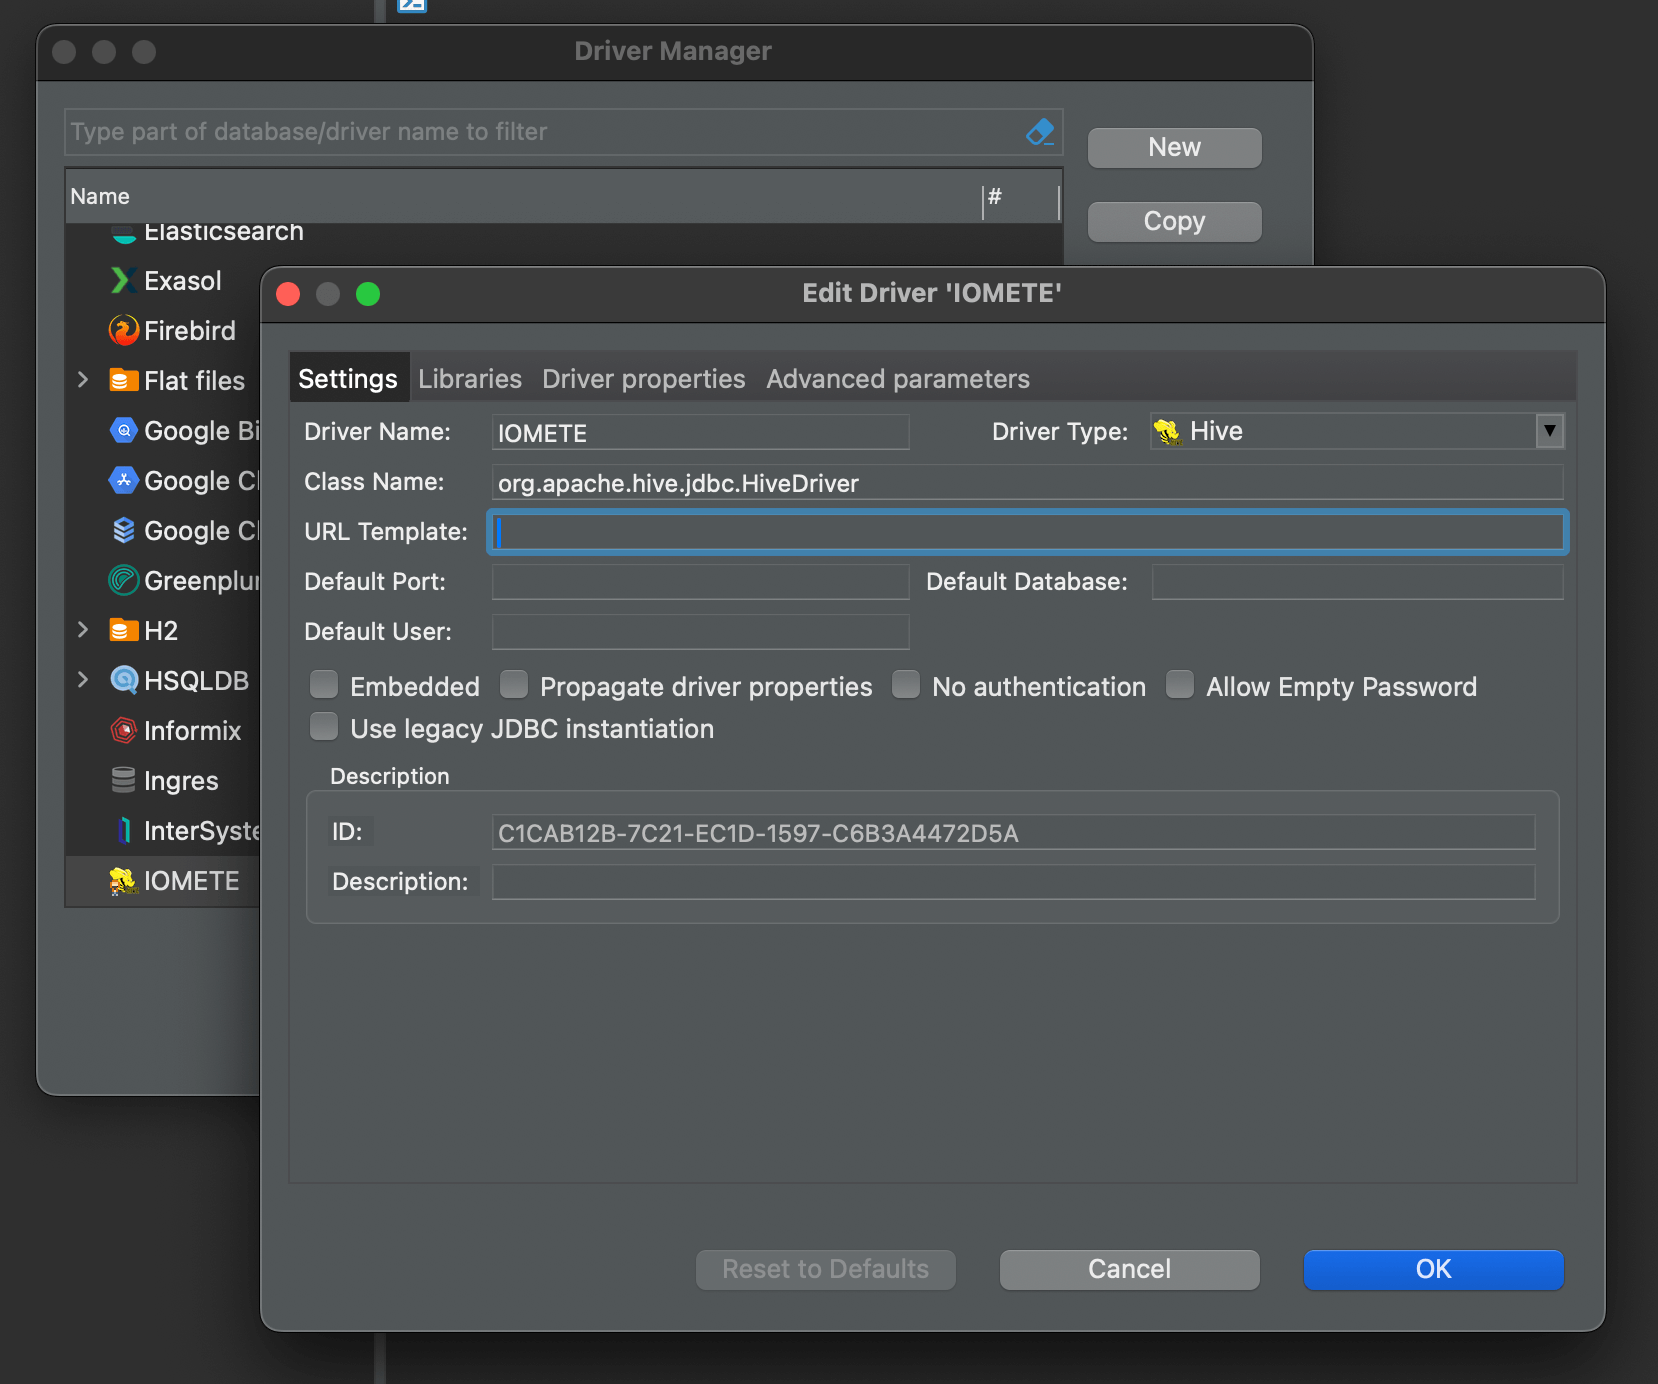 Driver Manager
Type part of database/driver name to filter
New
Name #
Copy
Elasticsearch
Exasol
Firebird
Flat files
Google Bi
Google Cl
Google Cl
Greenplu
H2
HSQLDB
Informix
Ingres
InterSyste
IOMETE
Edit Driver 'IOMETE'
Settings Libraries Driver properties Advanced parameters
Driver Name: IOMETE Driver Type: Hive
Class Name: org.apache.hive.jdbc.HiveDriver
URL Template:
Default Port: Default Database:
Default User:
Embedded Propagate driver properties No authentication Allow Empty Password
Use legacy JDBC instantiation
Description
ID: C1CAB12B-7C21-EC1D-1597-C6B3A4472D5A
Description:
Reset to Defaults Cancel OK